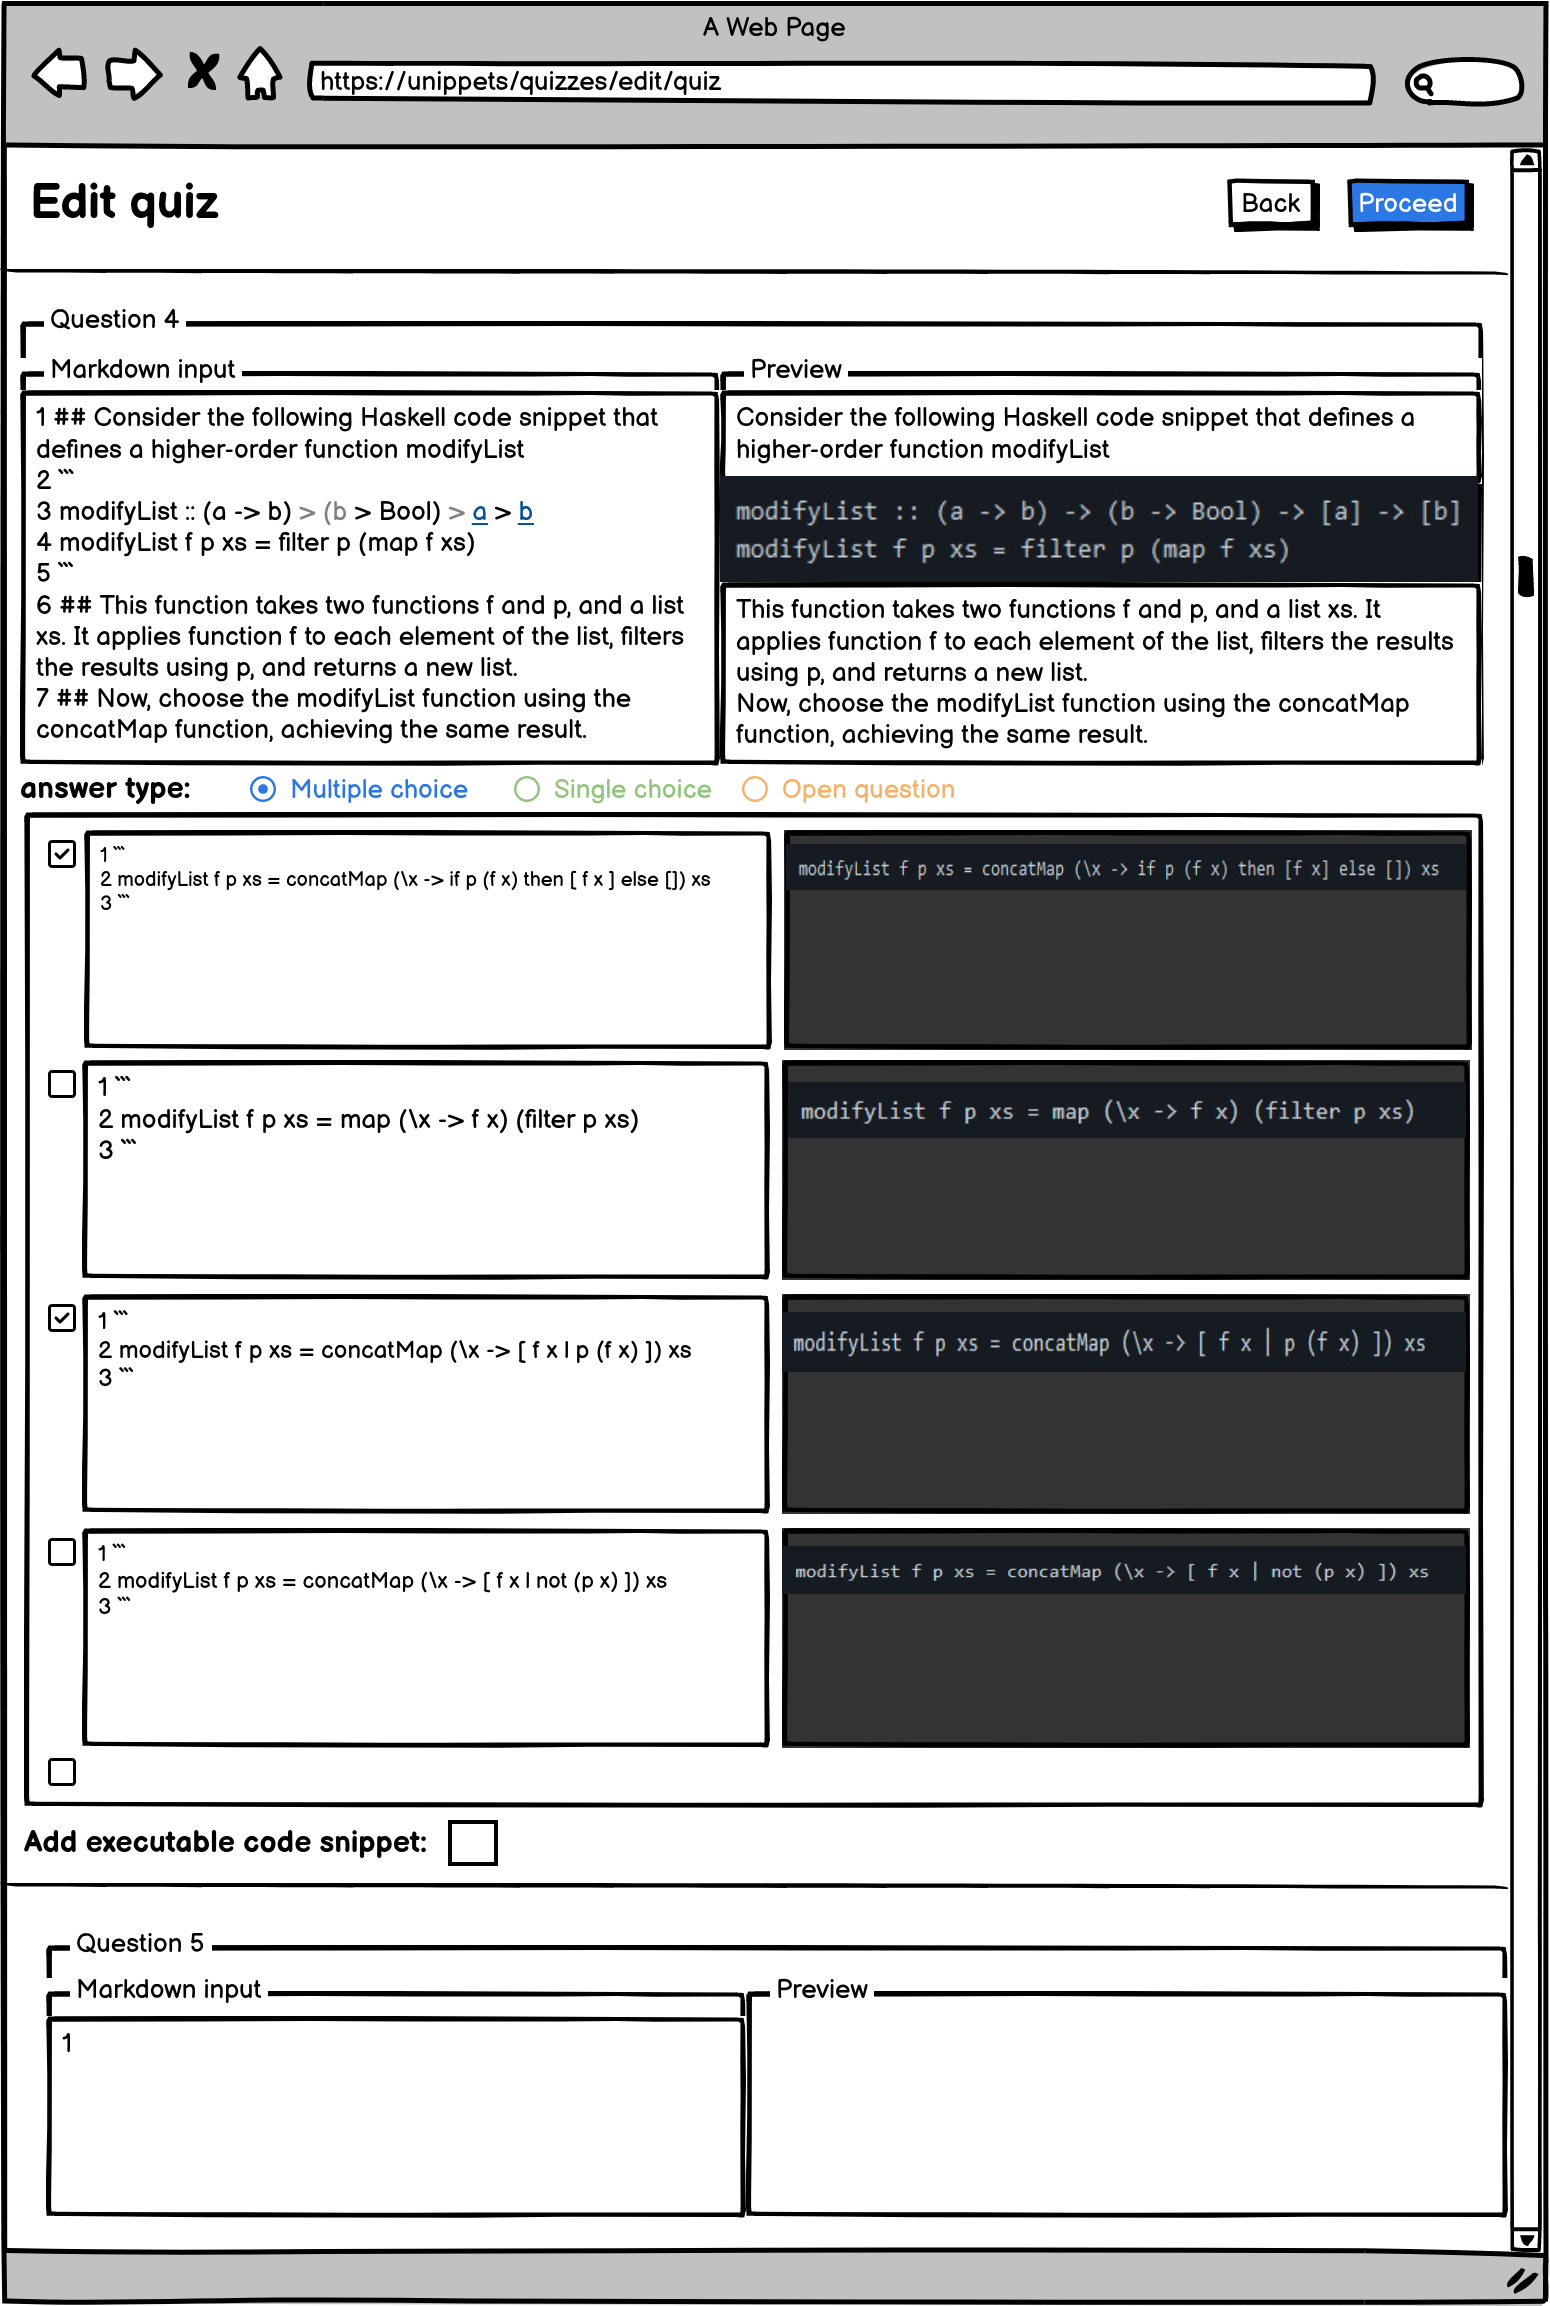 A Web Page
https://unippets/quizzes/edit/quiz
Edit quiz
Back
Proceed
Question 4
Markdown input
1 ## Consider the following Haskell code snippet that
defines a higher-order function modifyList
2 ```
3 modifyList :: (a -> b) > (b > Bool) > a > b
4 modifyList f p xs = filter p (map f xs)
5 ```
6 ## This function takes two functions f and p, and a list
xs. It applies function f to each element of the list, filters
the results using p, and returns a new list.
7 ## Now, choose the modifyList function using the
concatMap function, achieving the same result.
Preview
Consider the following Haskell code snippet that defines a
higher-order function modifyList
modifyList :: (a -> b) -> (b -> Bool) -> [a] -> [b]
modifyList f p xs = filter p (map f xs)
This function takes two functions f and p, and a list xs. It
applies function f to each element of the list, filters the results
using p, and returns a new list.
Now, choose the modifyList function using the concatMap
function, achieving the same result.
answer type: Multiple choice Single choice Open question
1 ```
2 modifyList f p xs = concatMap (\x -> if p (f x) then [ f x ] else []) xs
3 ```
modifyList f p xs = concatMap (\x -> if p (f x) then [f x] else []) xs
1 ```
2 modifyList f p xs = map (\x -> f x) (filter p xs)
3 ```
modifyList f p xs = map (\x -> f x) (filter p xs)
1 ```
2 modifyList f p xs = concatMap (\x -> [ f x | p (f x) ]) xs
3 ```
modifyList f p xs = concatMap (\x -> [ f x | p (f x) ]) xs
1 ```
2 modifyList f p xs = concatMap (\x -> [ f x | not (p x) ]) xs
3 ```
modifyList f p xs = concatMap (\x -> [ f x | not (p x) ]) xs
Add executable code snippet:
Question 5
Markdown input
1
Preview